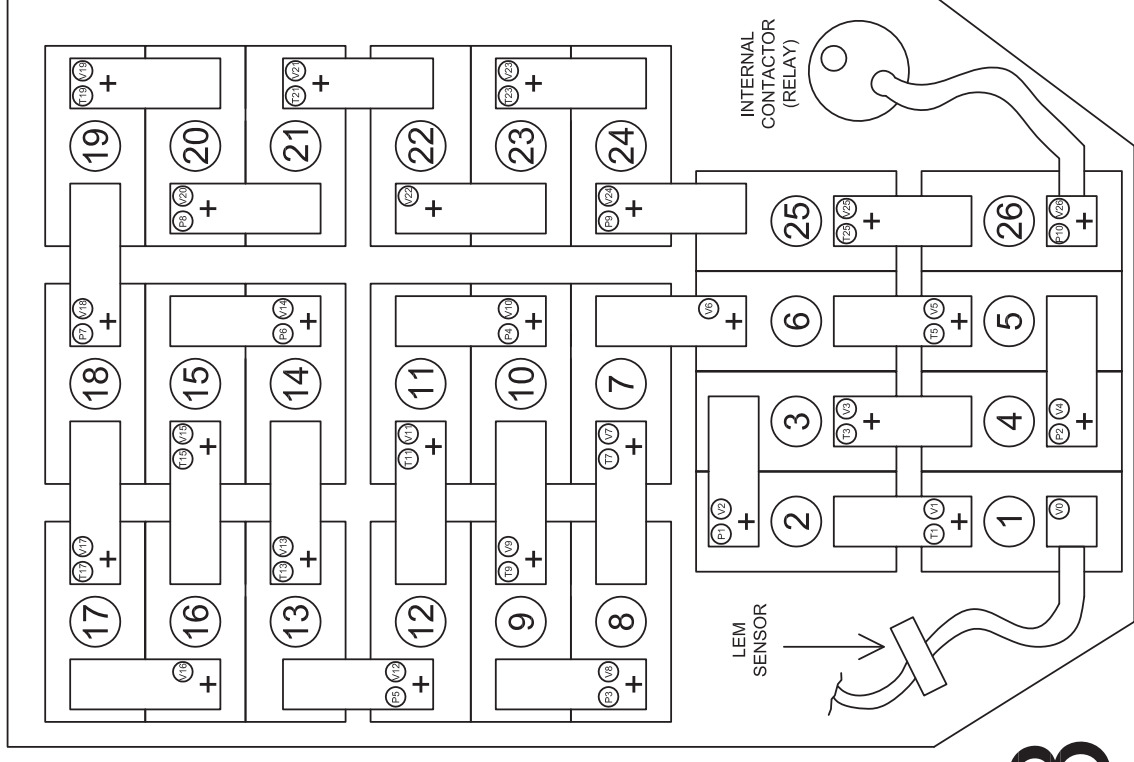 T19 V19
+
19
V20
P8
+
20
T21 V21
+
21
V22
+
22
T23 V23
+
23
P9 V24
+
24
INTERNAL
CONTACTOR
(RELAY)
P7 V18
+
18
T15 V15
+
15
P6 V14
+
14
T11 V11
+
11
P4 V10
+
10
T7 V7
+
7
T25 V25
+
25
P10 V26
+
26
V6
+
6
T5 V5
+
5
T3 V3
+
3
P2 V4
+
4
P1 V2
+
2
T1 V1
+
1
V0
T17 V17
+
17
V16
+
16
T13 V13
+
13
P5 V12
+
12
T9 V9
+
9
P3 V8
+
8
LEM
SENSOR